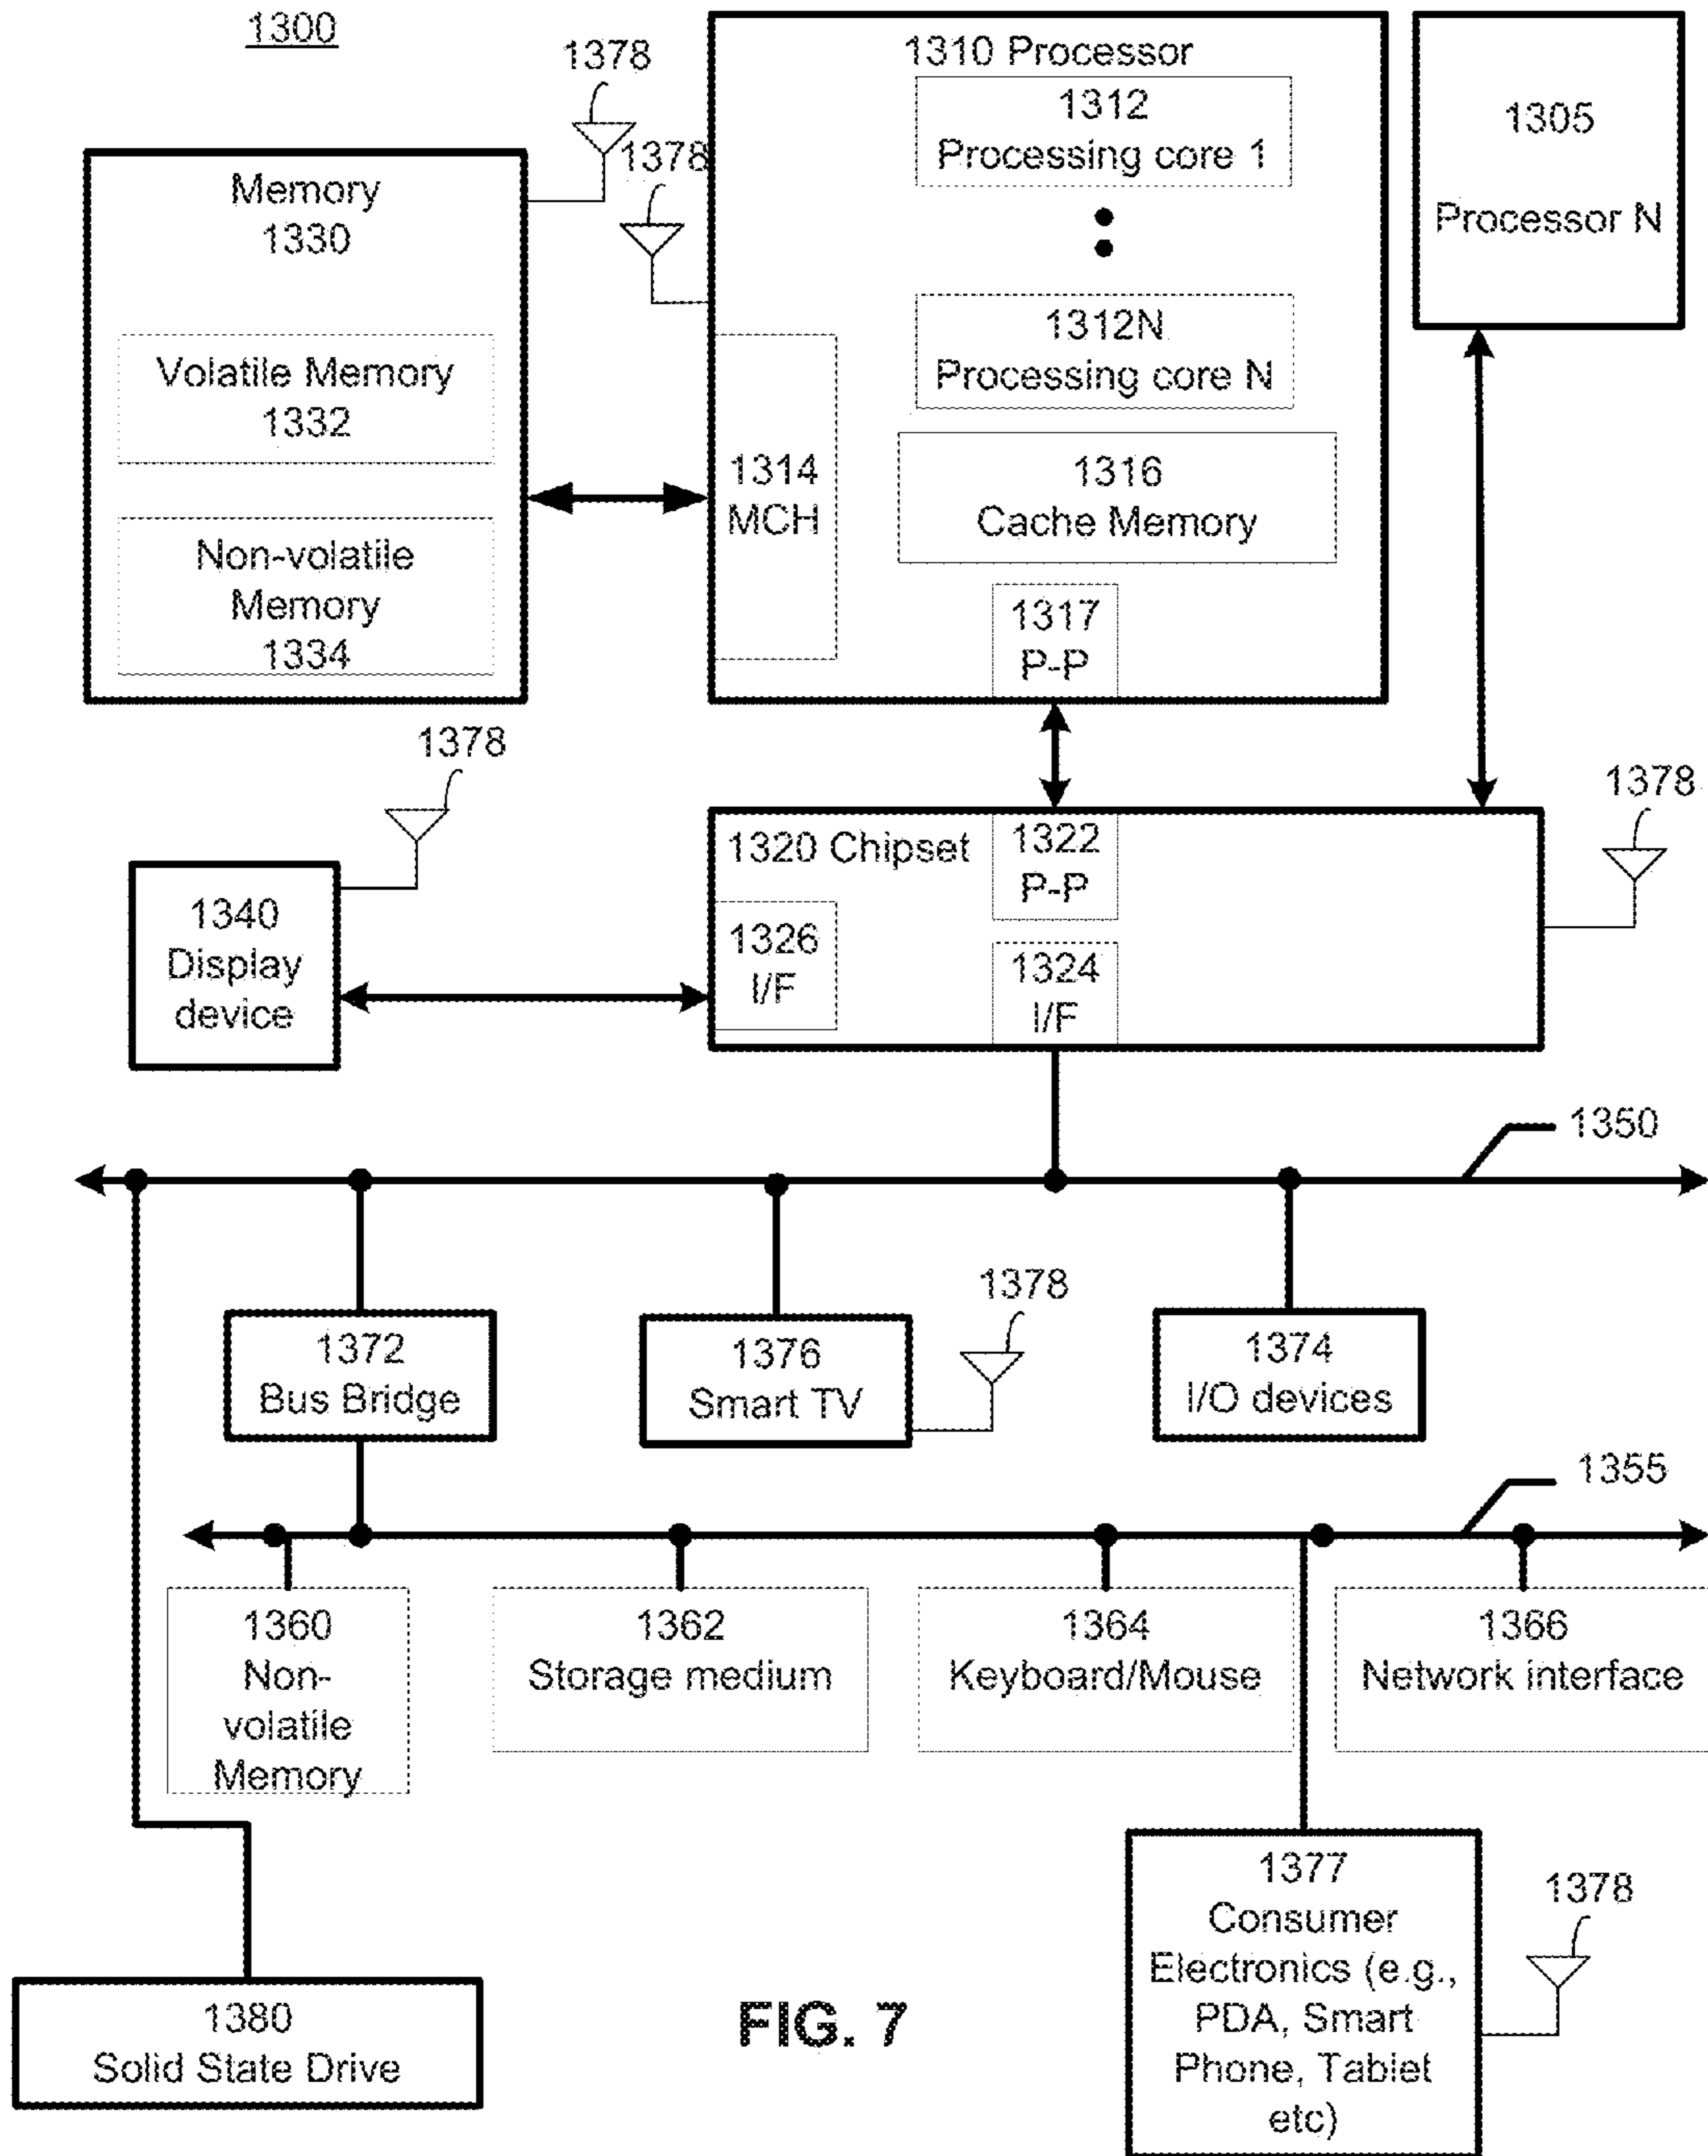 1300
1378
1378
Memory
1330
Volatile Memory
1332
Non-volatile
Memory
1334
1310 Processor
1312
Processing core 1
1312N
Processing core N
1314
MCH
1316
Cache Memory
1317
P-P
1305
Processor N
1378
1340
Display
device
1320 Chipset
1322
P-P
1326
I/F
1324
I/F
1378
1350
1372
Bus Bridge
1376
Smart TV
1378
1374
I/O devices
1355
1360
Non-
volatile
Memory
1362
Storage medium
1364
Keyboard/Mouse
1366
Network interface
1380
Solid State Drive
FIG. 7
1377
Consumer
Electronics (e.g.,
PDA, Smart
Phone, Tablet
etc)
1378